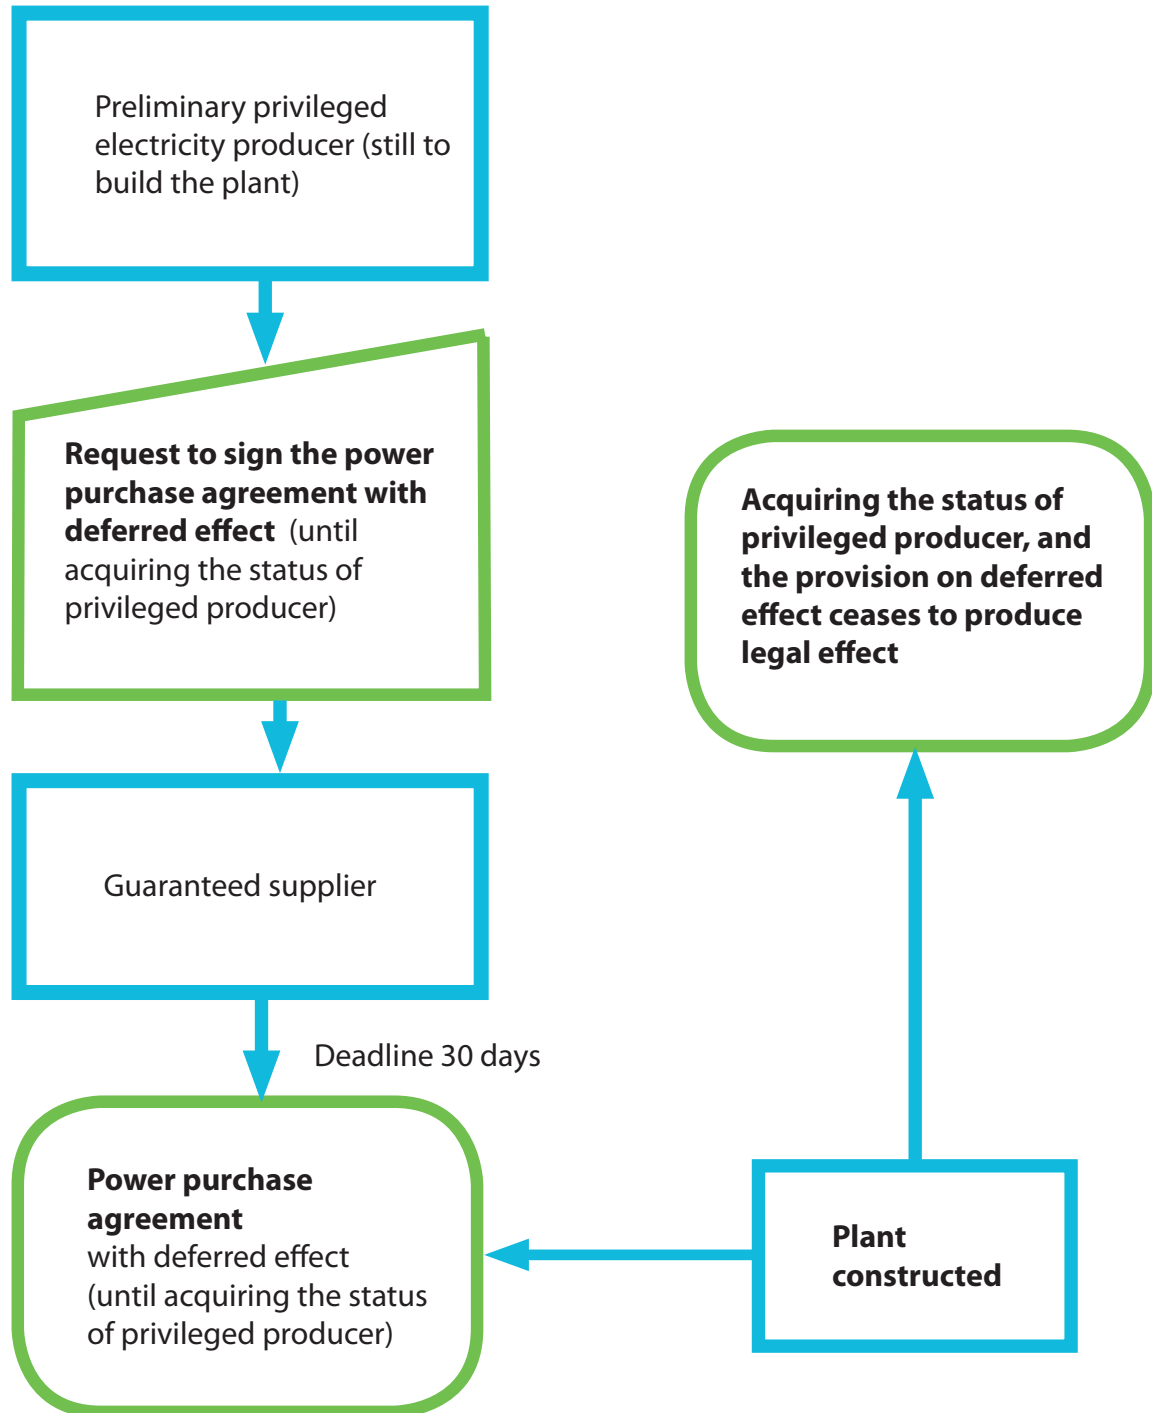 Preliminary privileged
electricity producer (still to
build the plant)
Request to sign the power
purchase agreement with
deferred effect (until
acquiring the status of
privileged producer)
Acquiring the status of
privileged producer, and
the provision on deferred
effect ceases to produce
legal effect
Guaranteed supplier
Deadline 30 days
Power purchase
agreement
with deferred effect
(until acquiring the status
of privileged producer)
Plant
constructed